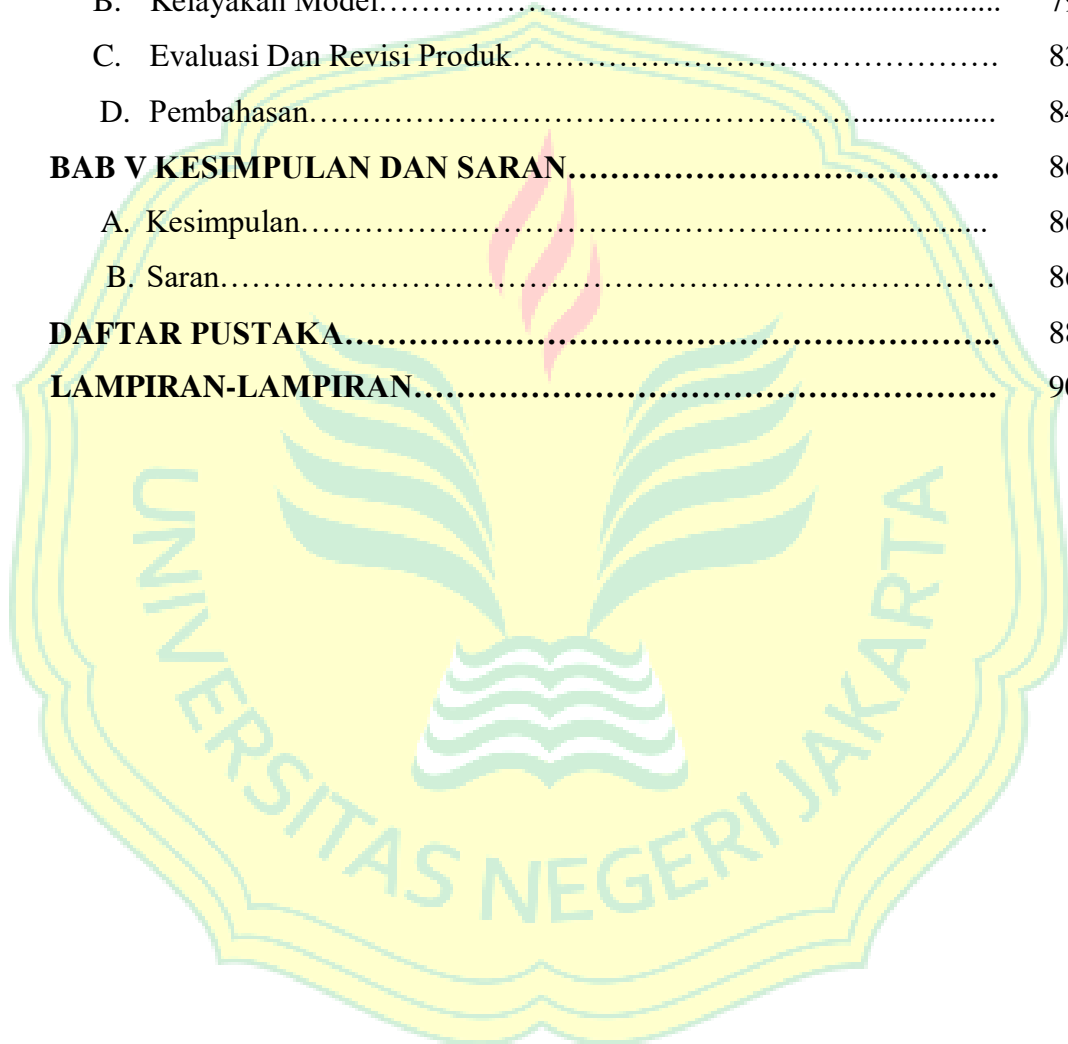 B. Kelayakan Model
C. Evaluasi Dan Revisi Produk……………………………………………….
D. Pembahasan…………………………………………………...................
BAB V KESIMPULAN DAN SARAN…………………………………..
A. Kesimpulan………………………………………………….............
B. Saran…………………………………………………………………….
DAFTAR PUSTAKA……………………………………………………..
88
LAMPIRAN-LAMPIRAN……………………………………………….
UNIVERSITAS NEGERI JAKARTA